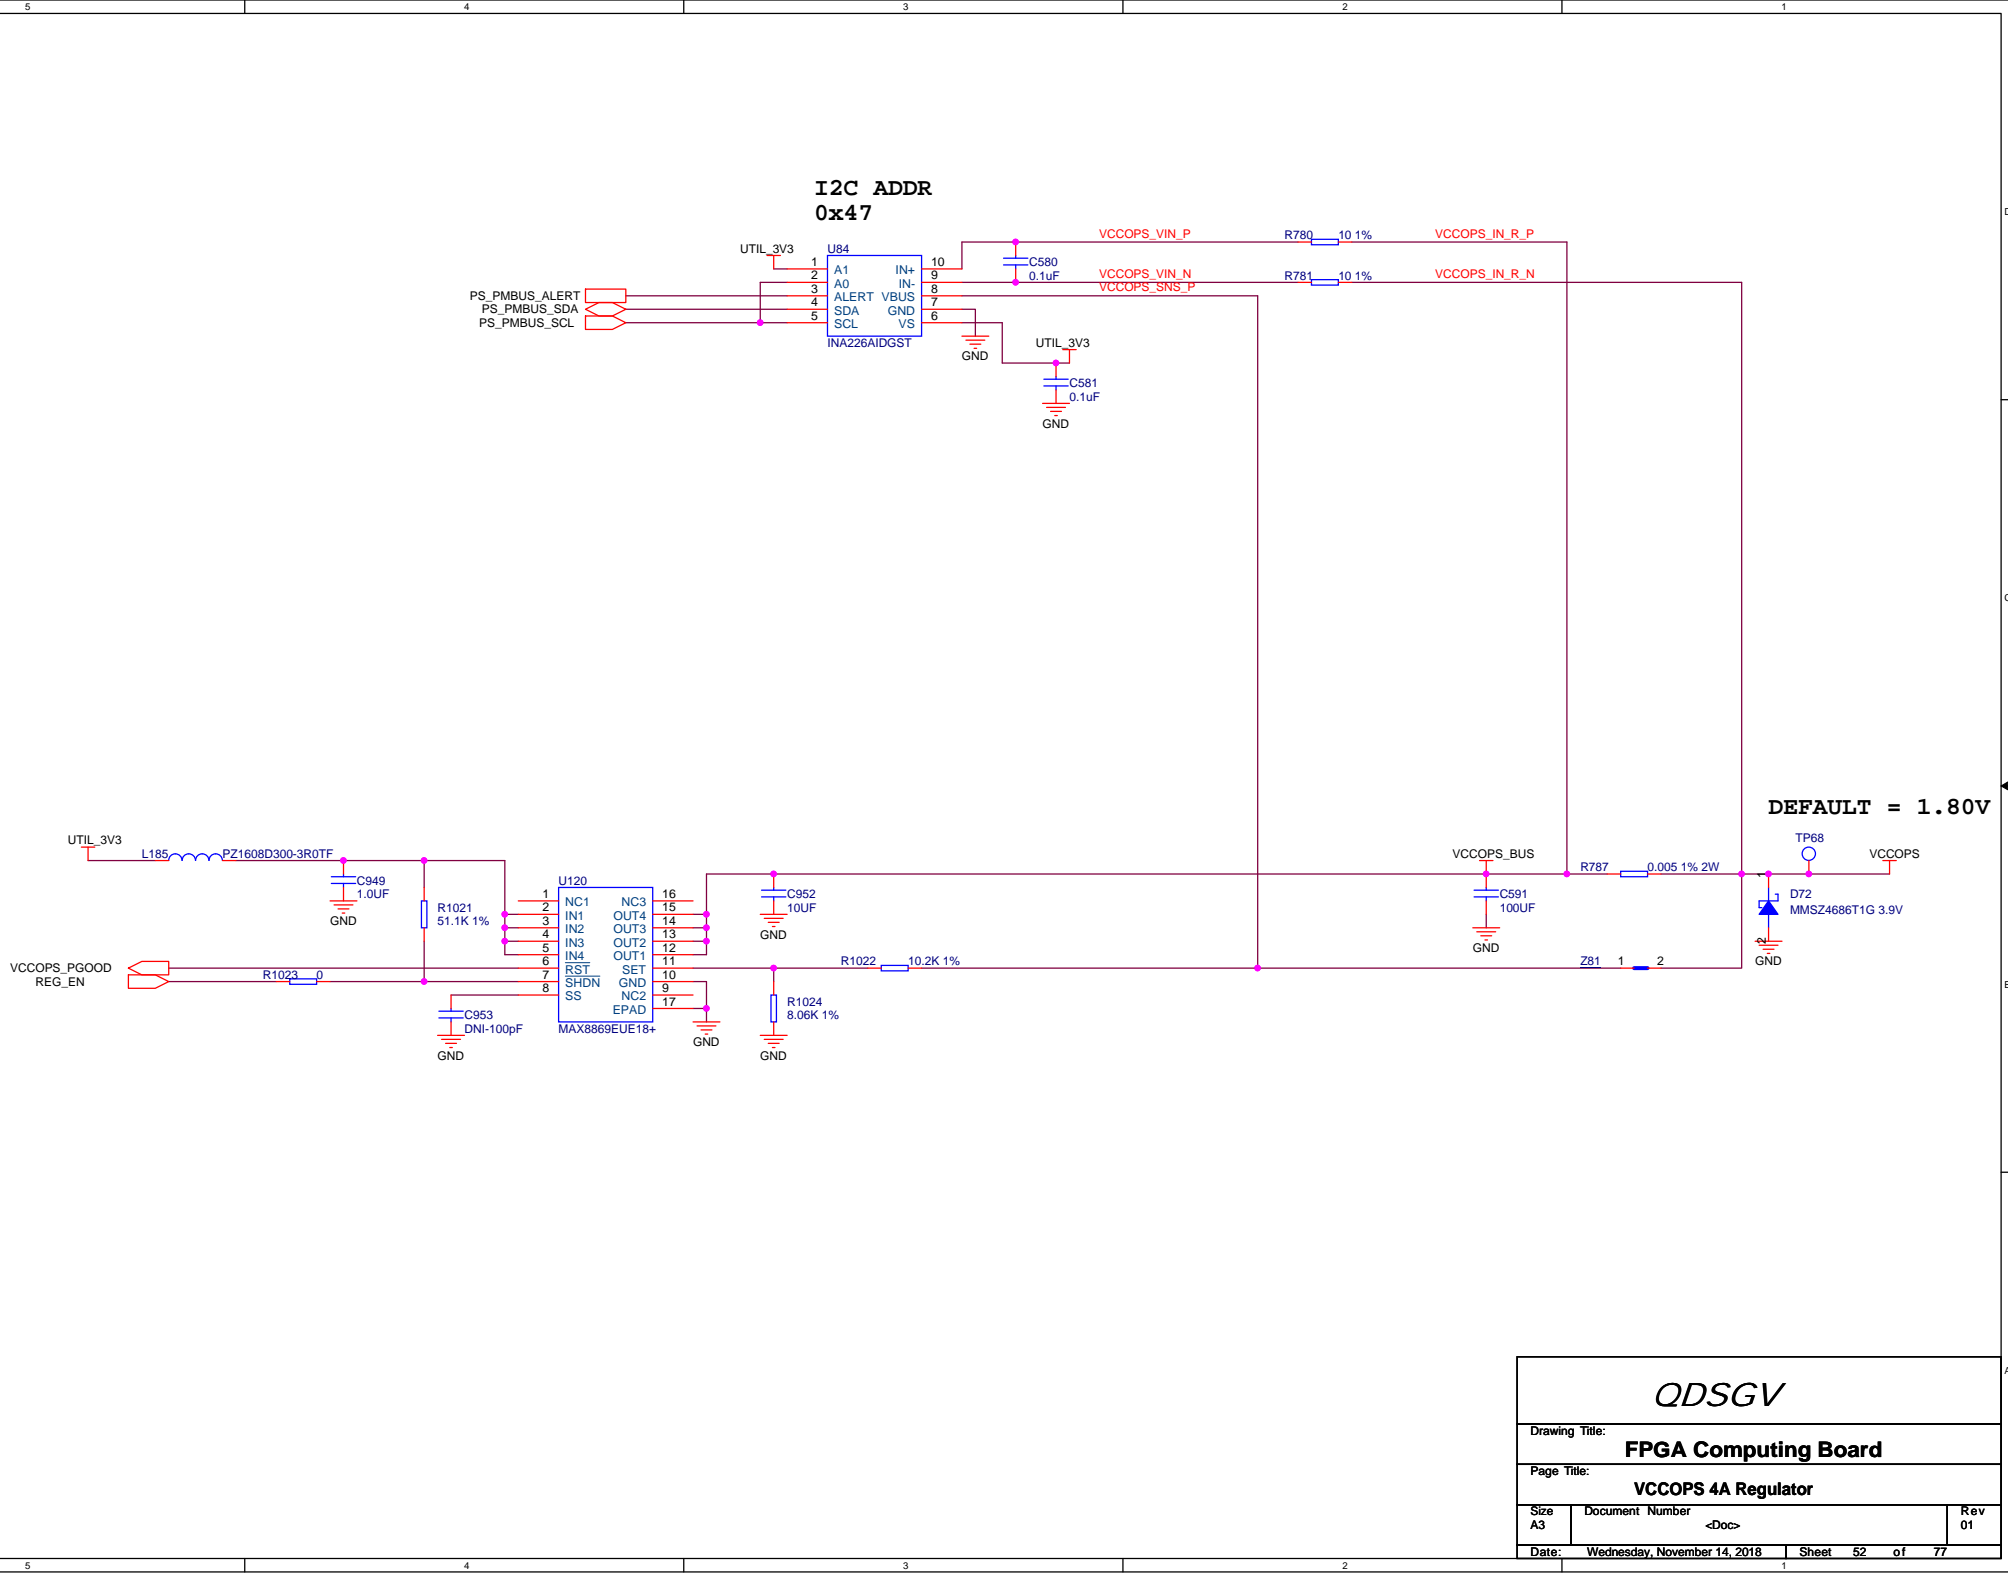 5 4 3 2 1
I2C ADDR
0x47
D
UTIL_3V3
U84
1 A1
2 A0
3 ALERT
4 SDA
5 SCL
IN+ 10
IN- 9
VBUS 8
GND 7
VS 6
INA226AIDGST
PS_PMBUS_ALERT
PS_PMBUS_SDA
PS_PMBUS_SCL
VCCOPS_VIN_P
R780 10 1%
VCCOPS_IN_R_P
C580
0.1uF
VCCOPS_VIN_N
R781 10 1%
VCCOPS_IN_R_N
VCCOPS_SNS_P
GND
UTIL_3V3
C581
0.1uF
GND
C
DEFAULT = 1.80V
UTIL_3V3
L185 PZ1608D300-3R0TF
C949
1.0UF
GND
R1021
51.1K 1%
VCCOPS_PGOOD
REG_EN
R1023 0
C953
DNI-100pF
GND
U120
1 NC1
2 IN1
3 IN2
4 IN3
5 IN4
6 RST
7 SHDN
8 SS
NC3 16
OUT4 15
OUT3 14
OUT2 13
OUT1 12
SET 11
GND 10
NC2 9
EPAD 17
MAX8869EUE18+
GND
C952
10UF
GND
R1022 10.2K 1%
R1024
8.06K 1%
GND
VCCOPS_BUS
C591
100UF
GND
R787 0.005 1% 2W
Z81 1 2
TP68
VCCOPS
1
D72
MMSZ4686T1G 3.9V
2
GND
B
A
QDSGV
Drawing Title:
FPGA Computing Board
Page Title:
VCCOPS 4A Regulator
Size
A3
Document Number
<Doc>
Rev
01
Date: Wednesday, November 14, 2018 Sheet 52 of 77
5 4 3 2 1